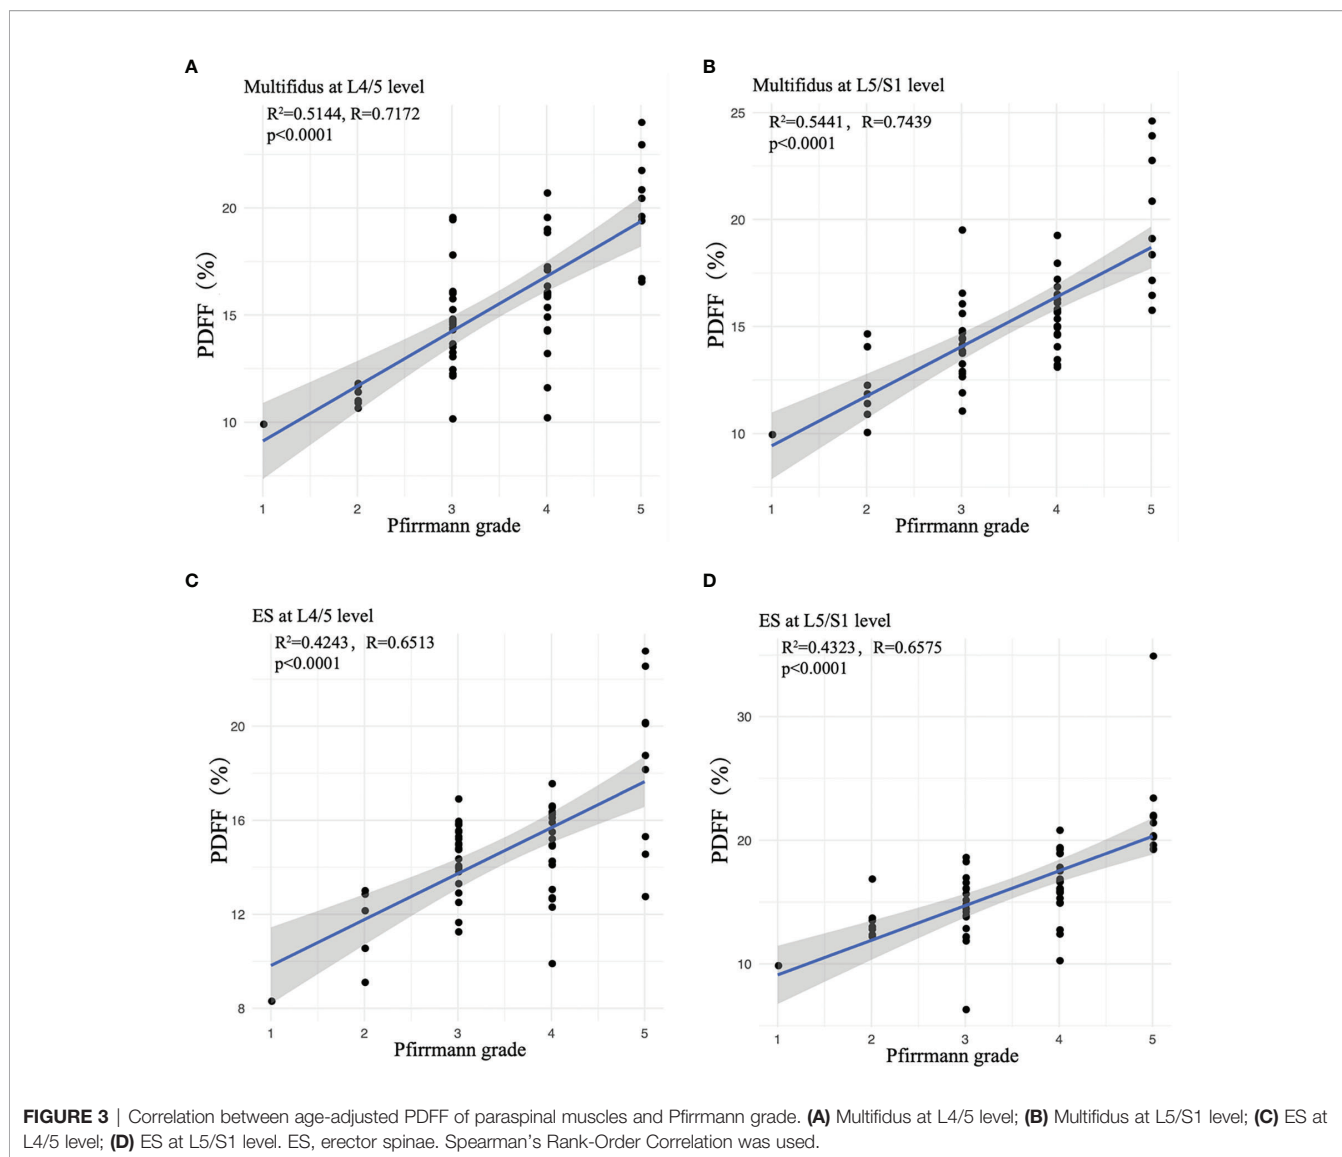 A
Multifidus at L4/5 level
R²=0.5144, R=0.7172
p<0.0001
PDFF (%)
20
15
10
1 2 3 4 5
Pfirrmann grade
B
Multifidus at L5/S1 level
R²=0.5441, R=0.7439
p<0.0001
PDFF (%)
25
20
15
10
1 2 3 4 5
Pfirrmann grade
C
ES at L4/5 level
R²=0.4243, R=0.6513
p<0.0001
PDFF (%)
20
16
12
8
1 2 3 4 5
Pfirrmann grade
D
ES at L5/S1 level
R²=0.4323, R=0.6575
p<0.0001
PDFF (%)
30
20
10
1 2 3 4 5
Pfirrmann grade
FIGURE 3 | Correlation between age-adjusted PDFF of paraspinal muscles and Pfirrmann grade. (A) Multifidus at L4/5 level; (B) Multifidus at L5/S1 level; (C) ES at
L4/5 level; (D) ES at L5/S1 level. ES, erector spinae. Spearman's Rank-Order Correlation was used.